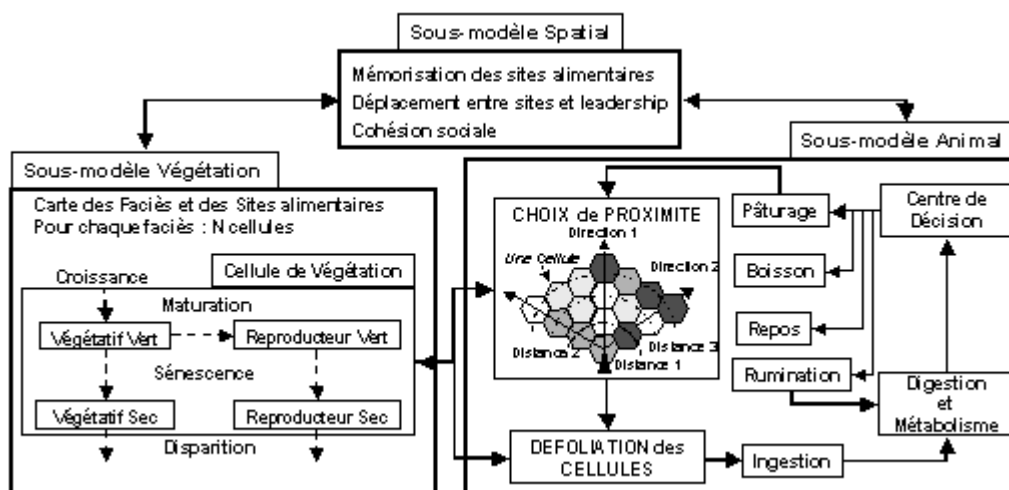 Sous-modèle Spatial
Mémorisation des sites alimentaires
Déplacement entre sites et leadership
Cohésion sociale
Sous-modèle Végétation
Carte des Faciès et des Sites alimentaires
Pour chaque faciès : N cellules
Cellule de Végétation
Croissance
Maturation
Végétatif Vert
Reproducteur Vert
Sénescence
Végétatif Sec
Reproducteur Sec
Disparition
Sous-modèle Animal
CHOIX de PROXIMITE
Direction 1
Une Cellule
Direction 2
Distance 2
Distance 3
Distance 1
DEFOLIATION des
CELLULES
Pâturage
Boisson
Repos
Rumination
Ingestion
Centre de
Décision
Digestion
et
Métabolisme